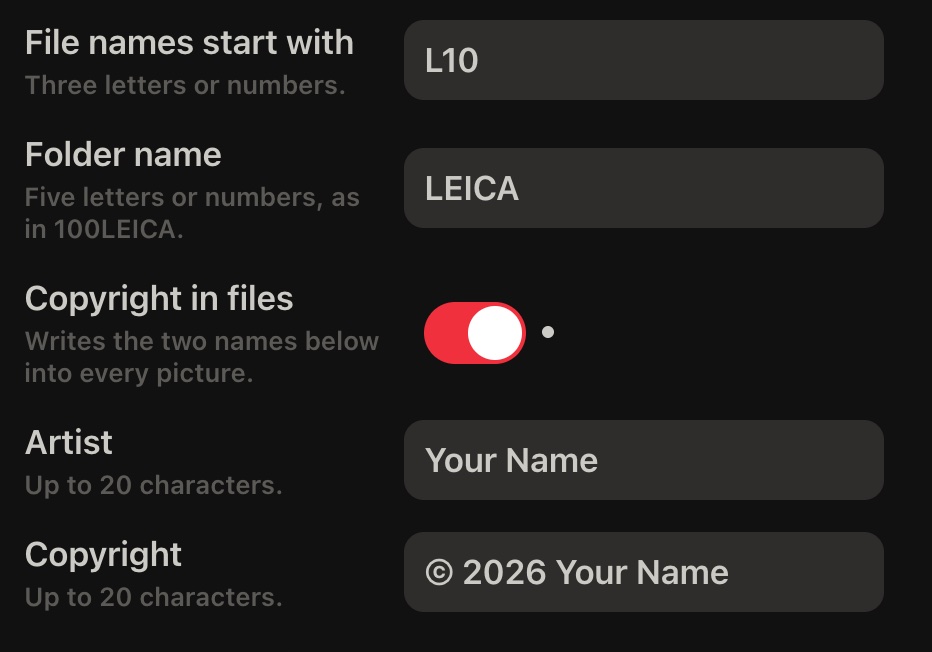 File names start with
L10
Three letters or numbers.
Folder name
LEICA
Five letters or numbers, as
in 100LEICA.
Copyright in files
Writes the two names below
into every picture.
Artist
Your Name
Up to 20 characters.
Copyright
© 2026 Your Name
Up to 20 characters.